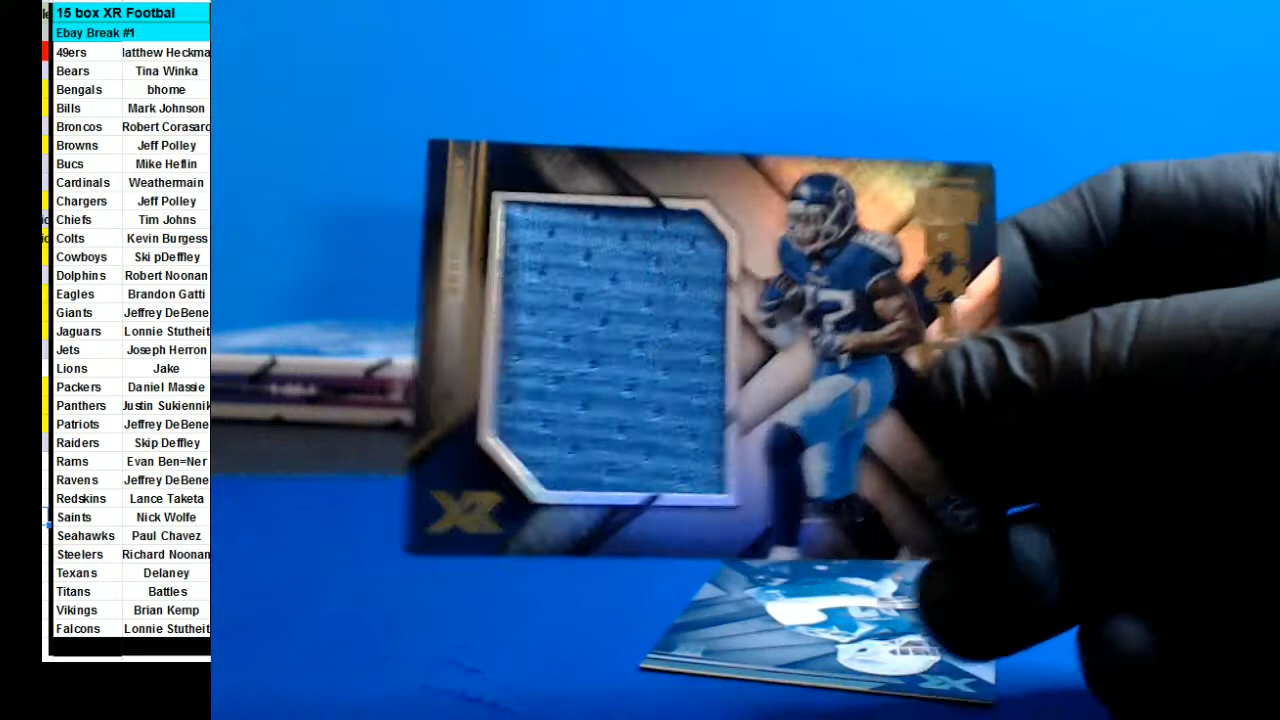 15 box XR Footbal
Ebay Break #1
49ers latthew Heckma
Bears Tina Winka
Bengals bhome
Bills Mark Johnson
Broncos Robert Corasaro
Browns Jeff Polley
Bucs Mike Heflin
Cardinals Weathermain
Chargers Jeff Polley
Chiefs Tim Johns
Colts Kevin Burgess
Cowboys Ski pDeffley
Dolphins Robert Noonan
Eagles Brandon Gatti
Giants Jeffrey DeBene
Jaguars Lonnie Stutheit
Jets Joseph Herron
Lions Jake
Packers Daniel Massie
Panthers Justin Sukiennik
Patriots Jeffrey DeBene
Raiders Skip Deffley
Rams Evan Ben=Ner
Ravens Jeffrey DeBene
Redskins Lance Taketa
Saints Nick Wolfe
Seahawks Paul Chavez
Steelers Richard Noonan
Texans Delaney
Titans Battles
Vikings Brian Kemp
Falcons Lonnie Stutheit
XR
XR